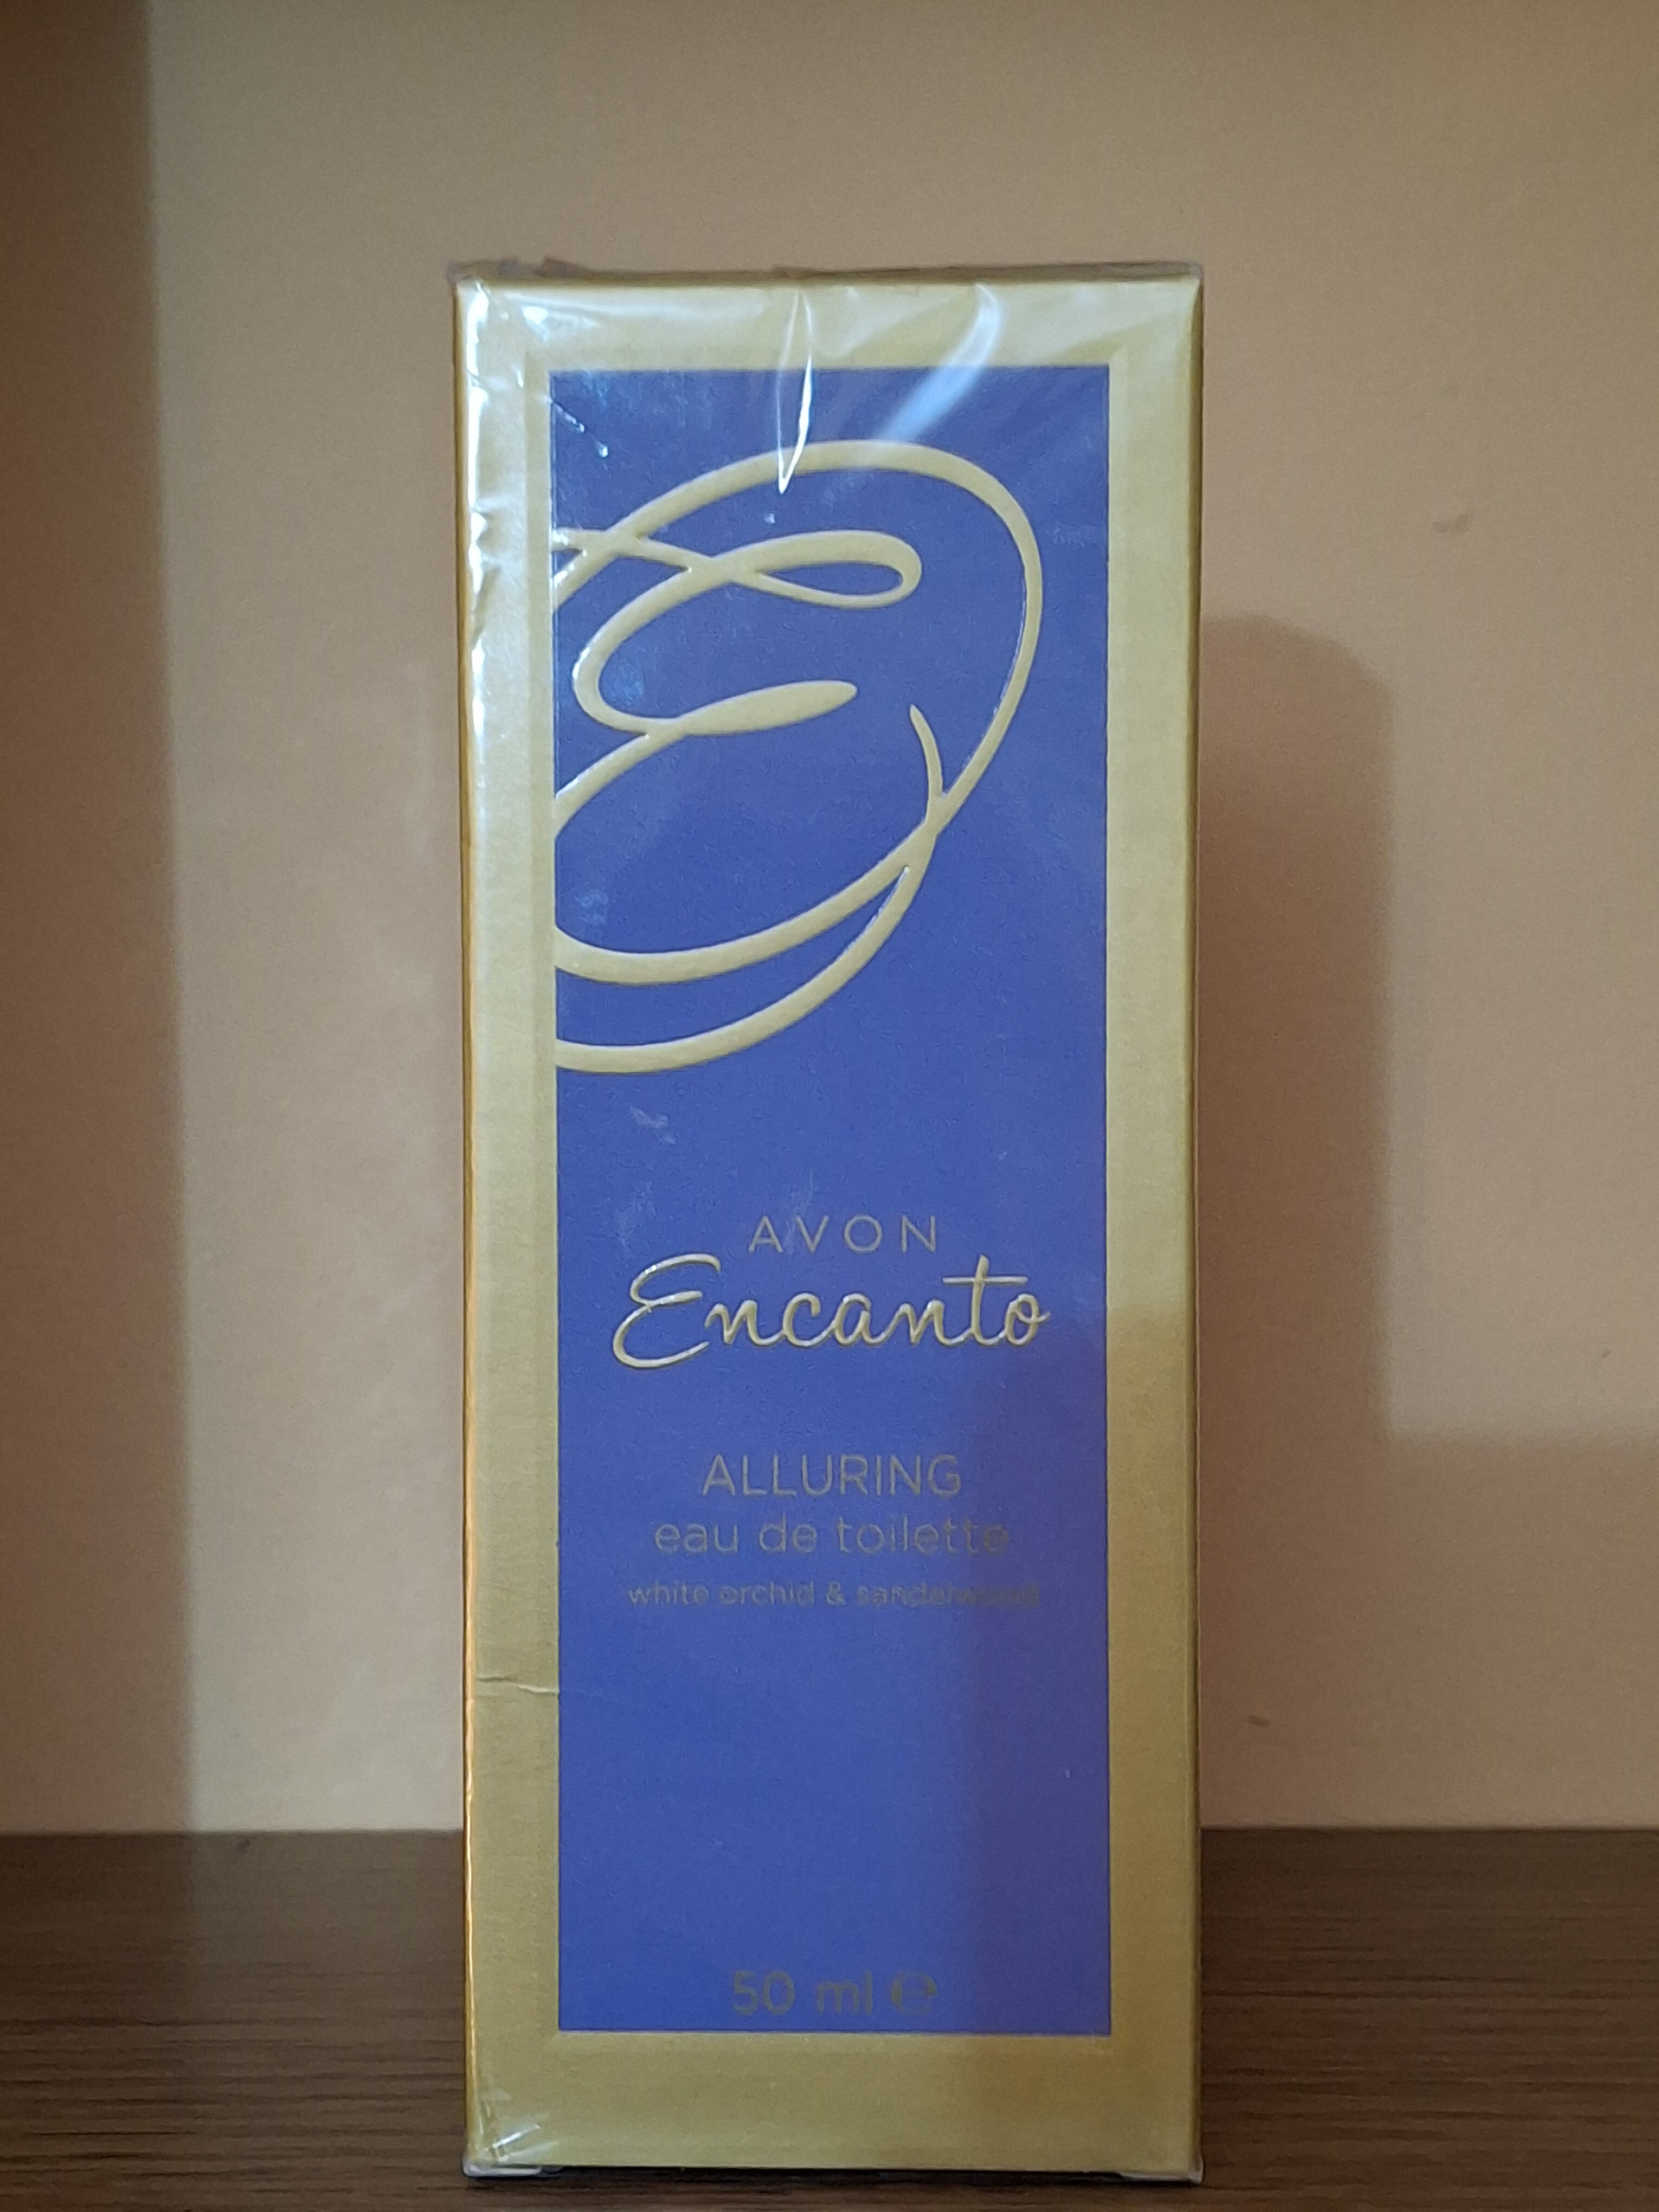 AVON
Encanto
ALLURING
eau de toilette
white orchid & sandalwood
50 ml ℮